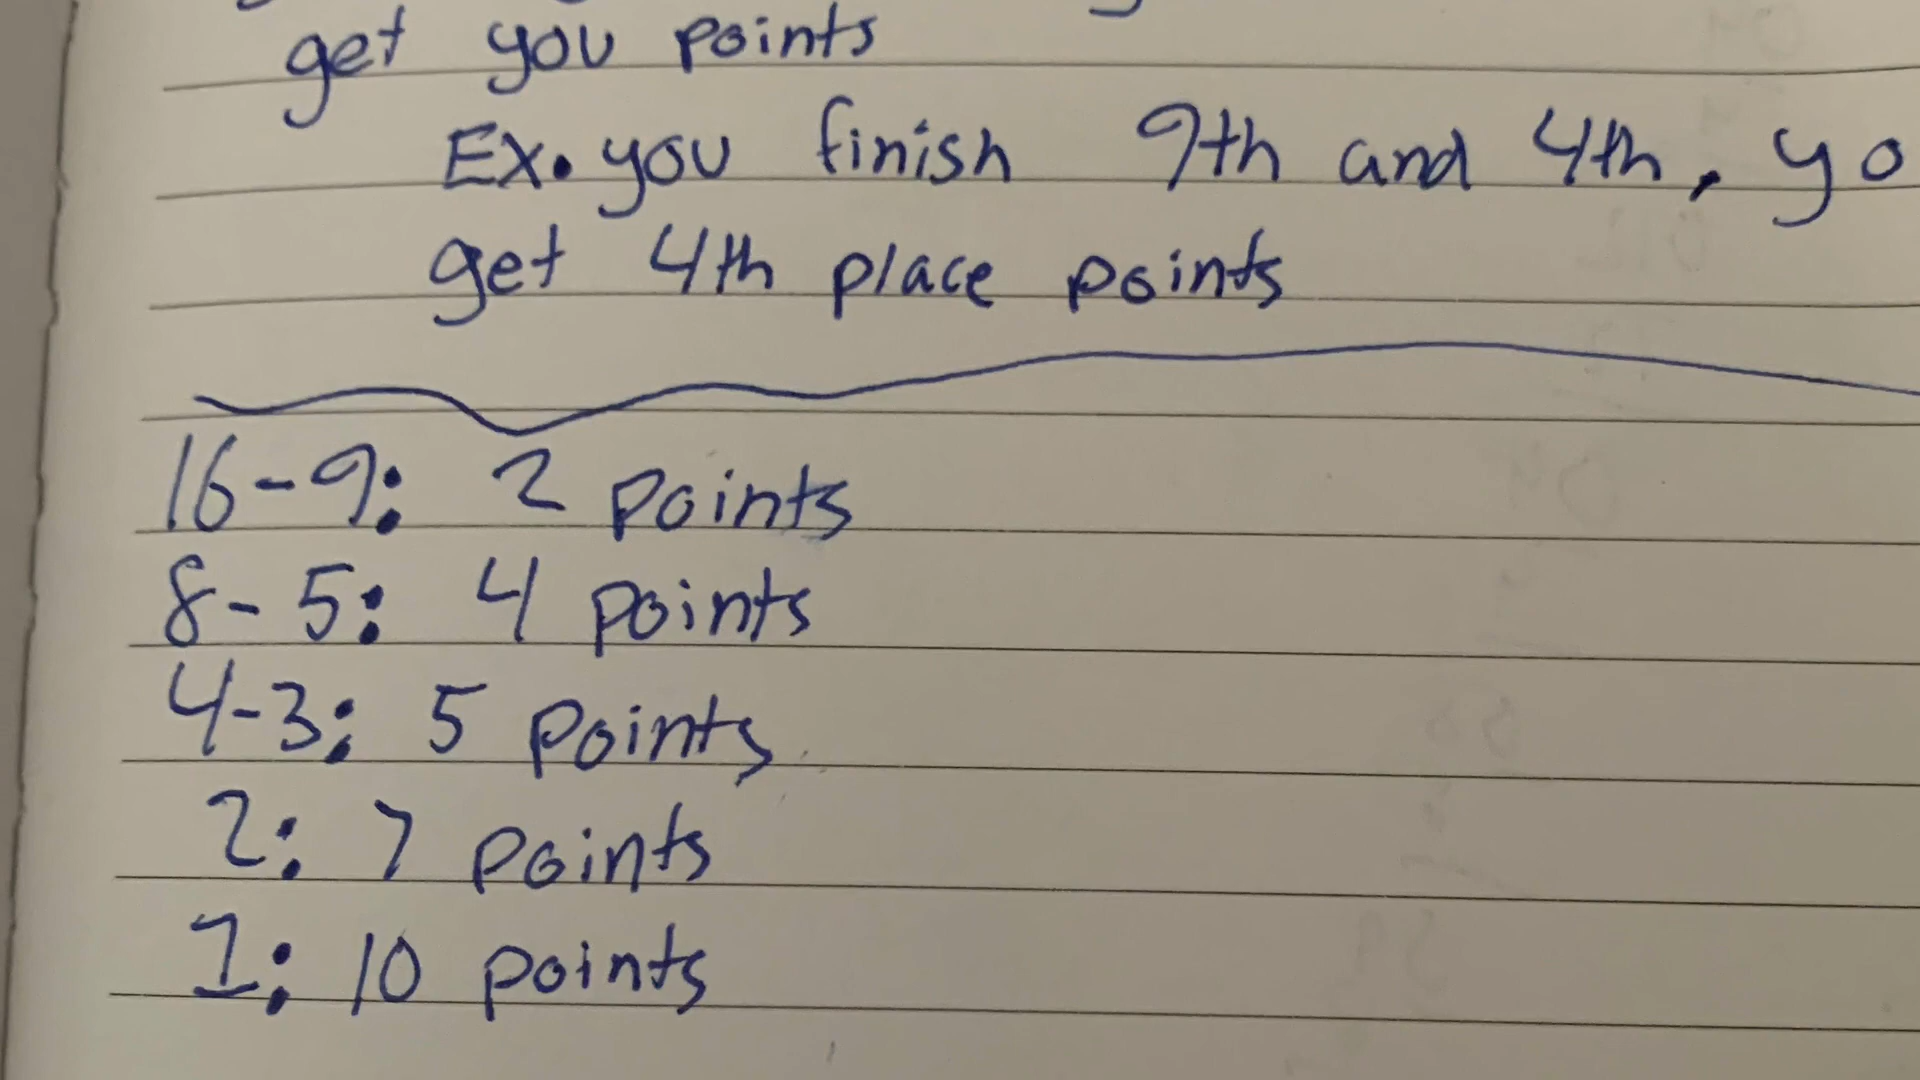 get you points
Ex. you finish 9th and 4th, yo
get 4th place points
16-9: 2 points
8-5: 4 points
4-3: 5 points
2: 7 points
1: 10 points